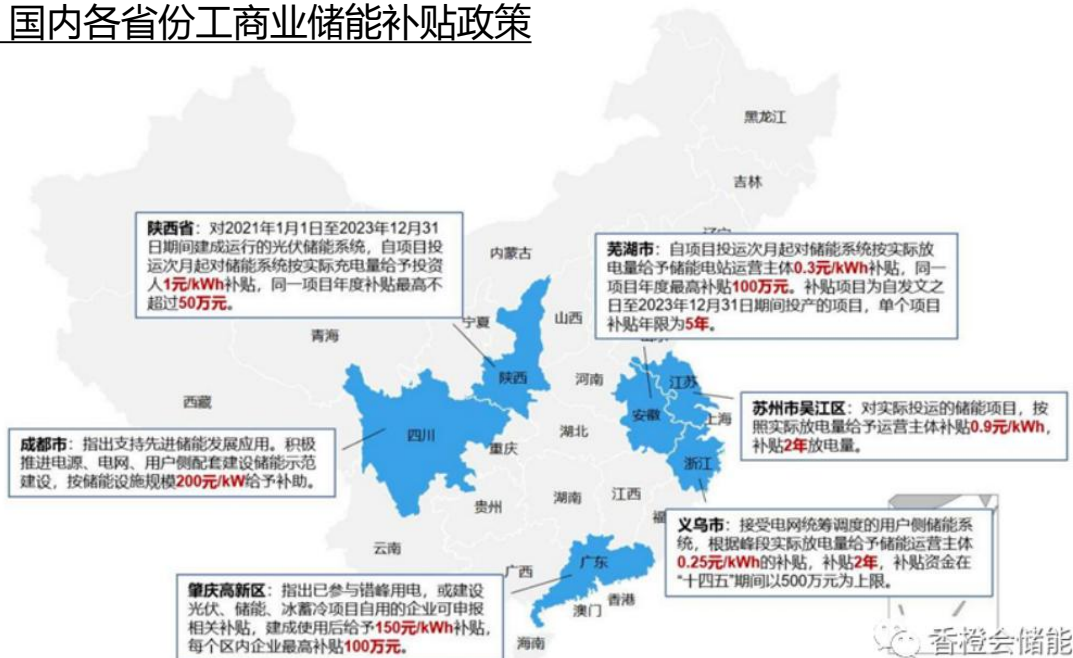 国内各省份工商业储能补贴政策
黑龙江
吉林
辽宁
内蒙古
陕西省：对2021年1月1日至2023年12月31
日期间建成运行的光伏储能系统，自项目投
运次月起对储能系统按实际充电量给予投资
人1元/kWh补贴，同一项目年度补贴最高不
超过50万元。
芜湖市：自项目投运次月起对储能系统按实际放
电量给予储能电站运营主体0.3元/kWh补贴，同一
项目年度最高补贴100万元。补贴项目为自发文之
日至2023年12月31日期间投产的项目，单个项目
补贴年限为5年。
宁夏
山西
青海
陕西
河南
江苏
西藏
安徽
上海
苏州市吴江区：对实际投运的储能项目，按
照实际放电量给予运营主体补贴0.9元/kWh，
补贴2年放电量。
成都市：指出支持先进储能发展应用。积极
推进电源、电网、用户侧配套建设储能示范
建设，按储能设施规模200元/kW给予补助。
四川
重庆
湖北
浙江
贵州
湖南
江西
福
云南
义乌市：接受电网统筹调度的用户侧储能系
统，根据峰段实际放电量给予储能运营主体
0.25元/kWh的补贴，补贴2年，补贴资金在
“十四五”期间以500万元为上限。
广西
广东
香港
澳门
海南
肇庆高新区：指出已参与错峰用电，或建设
光伏、储能、冰蓄冷项目自用的企业可申报
相关补贴，建成使用后给予150元/kWh补贴，
每个区内企业最高补贴100万元。
香橙会储能